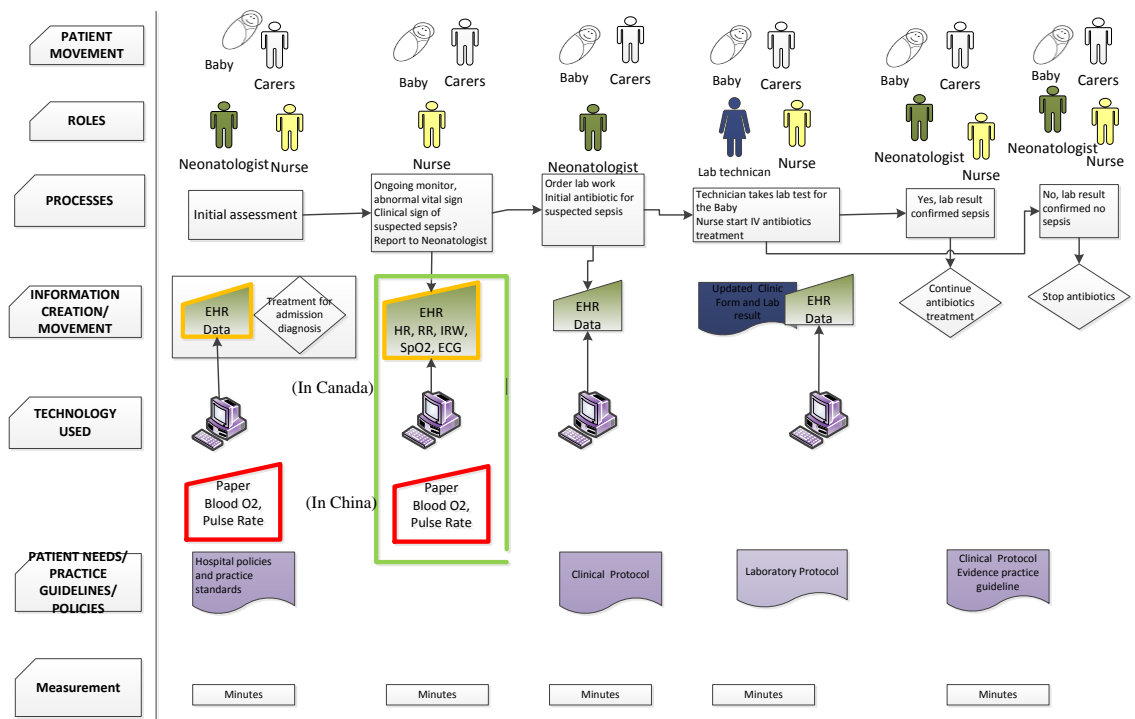 PATIENT
MOVEMENT
Baby
Carers
Baby
Carers
Baby
Carers
Baby
Carers
Baby
Carers
Baby
Carers
ROLES
Neonatologist
Nurse
Nurse
Neonatologist
Lab technician
Nurse
Neonatologist
Nurse
Neonatologist
Nurse
PROCESSES
Initial assessment
Ongoing monitor,
abnormal vital sign
Clinical sign of
suspected sepsis?
Report to Neonatologist
Order lab work
Initial antibiotic for
suspected sepsis
Technician takes lab test for
the Baby
Nurse start IV antibiotics
treatment
Yes, lab result
confirmed sepsis
No, lab result
confirmed no
sepsis
INFORMATION
CREATION/
MOVEMENT
EHR
Data
Treatment for
admission
diagnosis
EHR
HR, RR, IRW,
SpO2, ECG
EHR
Data
Updated Clinic
Form and Lab
result
EHR
Data
Continue
antibiotics
treatment
Stop antibiotics
TECHNOLOGY
USED
(In Canada)
Paper
Blood O2,
Pulse Rate
(In China)
Paper
Blood O2,
Pulse Rate
PATIENT NEEDS/
PRACTICE
GUIDELINES/
POLICIES
Hospital policies
and practice
standards
Clinical Protocol
Laboratory Protocol
Clinical Protocol
Evidence practice
guideline
Measurement
Minutes
Minutes
Minutes
Minutes
Minutes